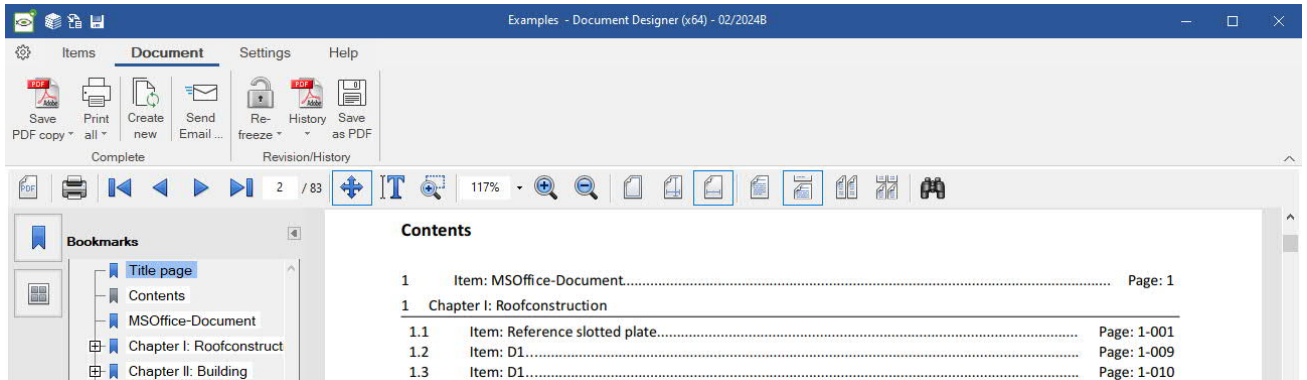 Examples - Document Designer (x64) - 02/2024B
Items Document Settings Help
PDF Adobe PDF Adobe
Save PDF copy Print all Create new Send Email ... Re-freeze History Save as PDF
Complete Revision/History
PDF 2 / 83 T 117%
Bookmarks
Title page
Contents
MSOffice-Document
Chapter I: Roofconstruct
Chapter II: Building
Contents
1 Item: MSOffice-Document........ Page: 1
1 Chapter I: Roofconstruction
1.1 Item: Reference slotted plate........ Page: 1-001
1.2 Item: D1........ Page: 1-009
1.3 Item: D1........ Page: 1-010